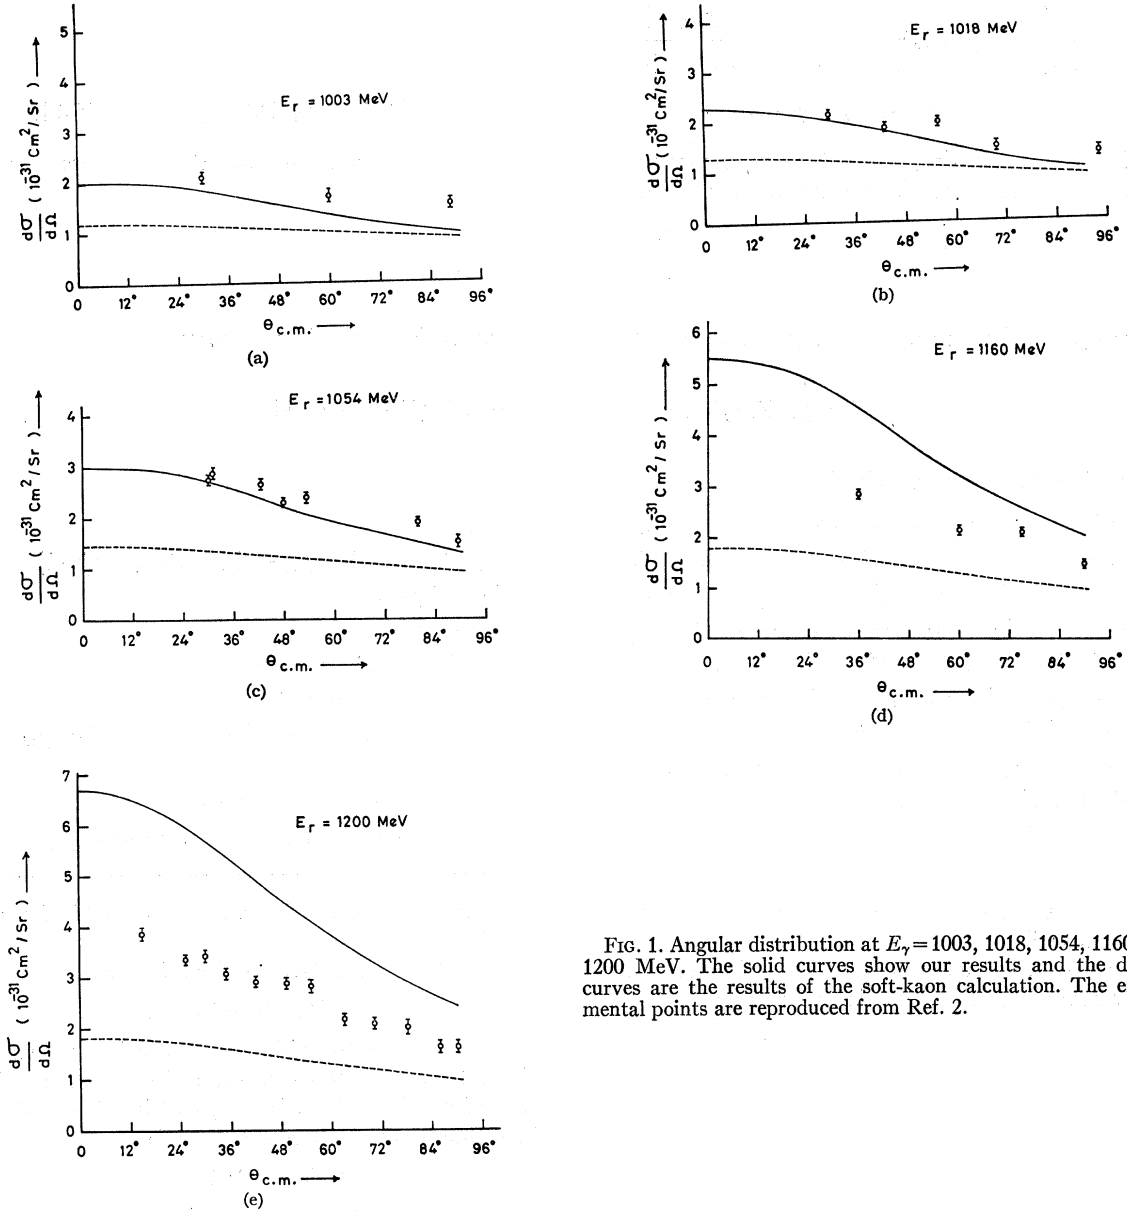 5
4
3
2
1
0
dσ/dΩ (10⁻³¹ Cm²/Sr)
E_r = 1003 MeV
0 12° 24° 36° 48° 60° 72° 84° 96°
θ c.m.
(a)
4
3
2
1
0
dσ/dΩ (10⁻³¹ Cm²/Sr)
E_r = 1018 MeV
0 12° 24° 36° 48° 60° 72° 84° 96°
θ c.m.
(b)
4
3
2
1
0
dσ/dΩ (10⁻³¹ Cm²/Sr)
E_r = 1054 MeV
0 12° 24° 36° 48° 60° 72° 84° 96°
θ c.m.
(c)
6
5
4
3
2
1
0
dσ/dΩ (10⁻³¹ Cm²/Sr)
E_r = 1160 MeV
0 12° 24° 36° 48° 60° 72° 84° 96°
θ c.m.
(d)
7
6
5
4
3
2
1
0
dσ/dΩ (10⁻³¹ Cm²/Sr)
E_r = 1200 MeV
0 12° 24° 36° 48° 60° 72° 84° 96°
θ c.m.
(e)
FIG. 1. Angular distribution at E_γ=1003, 1018, 1054, 1160
1200 MeV. The solid curves show our results and the d
curves are the results of the soft-kaon calculation. The e
mental points are reproduced from Ref. 2.